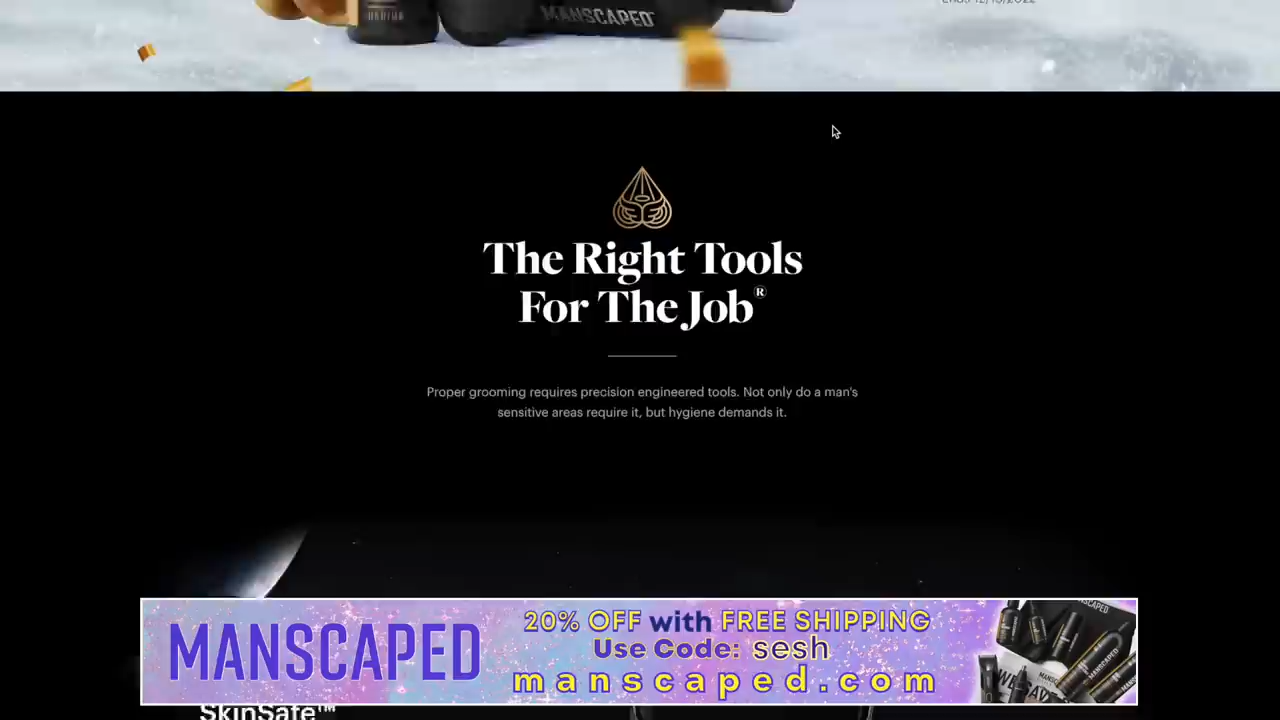 MANSCAPED
The Right Tools
For The Job®
Proper grooming requires precision engineered tools. Not only do a man's
sensitive areas require it, but hygiene demands it.
MANSCAPED
20% OFF with FREE SHIPPING
Use Code: sesh
manscaped.com
SkinSafe™